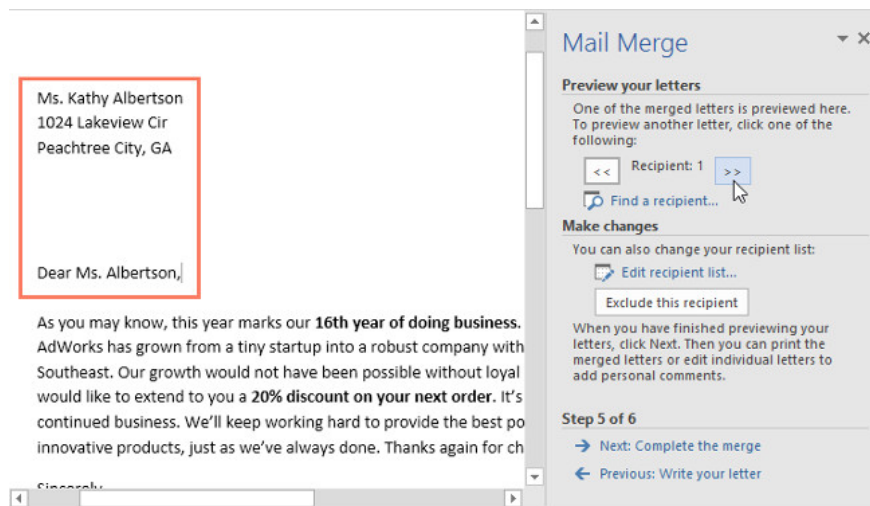 Ms. Kathy Albertson
1024 Lakeview Cir
Peachtree City, GA
Dear Ms. Albertson,
As you may know, this year marks our 16th year of doing business.
AdWorks has grown from a tiny startup into a robust company with
Southeast. Our growth would not have been possible without loyal
would like to extend to you a 20% discount on your next order. It's
continued business. We'll keep working hard to provide the best po
innovative products, just as we've always done. Thanks again for ch
Sincerely
Mail Merge
Preview your letters
One of the merged letters is previewed here.
To preview another letter, click one of the
following:
<< Recipient: 1 >>
Find a recipient...
Make changes
You can also change your recipient list:
Edit recipient list...
Exclude this recipient
When you have finished previewing your
letters, click Next. Then you can print the
merged letters or edit individual letters to
add personal comments.
Step 5 of 6
Next: Complete the merge
Previous: Write your letter